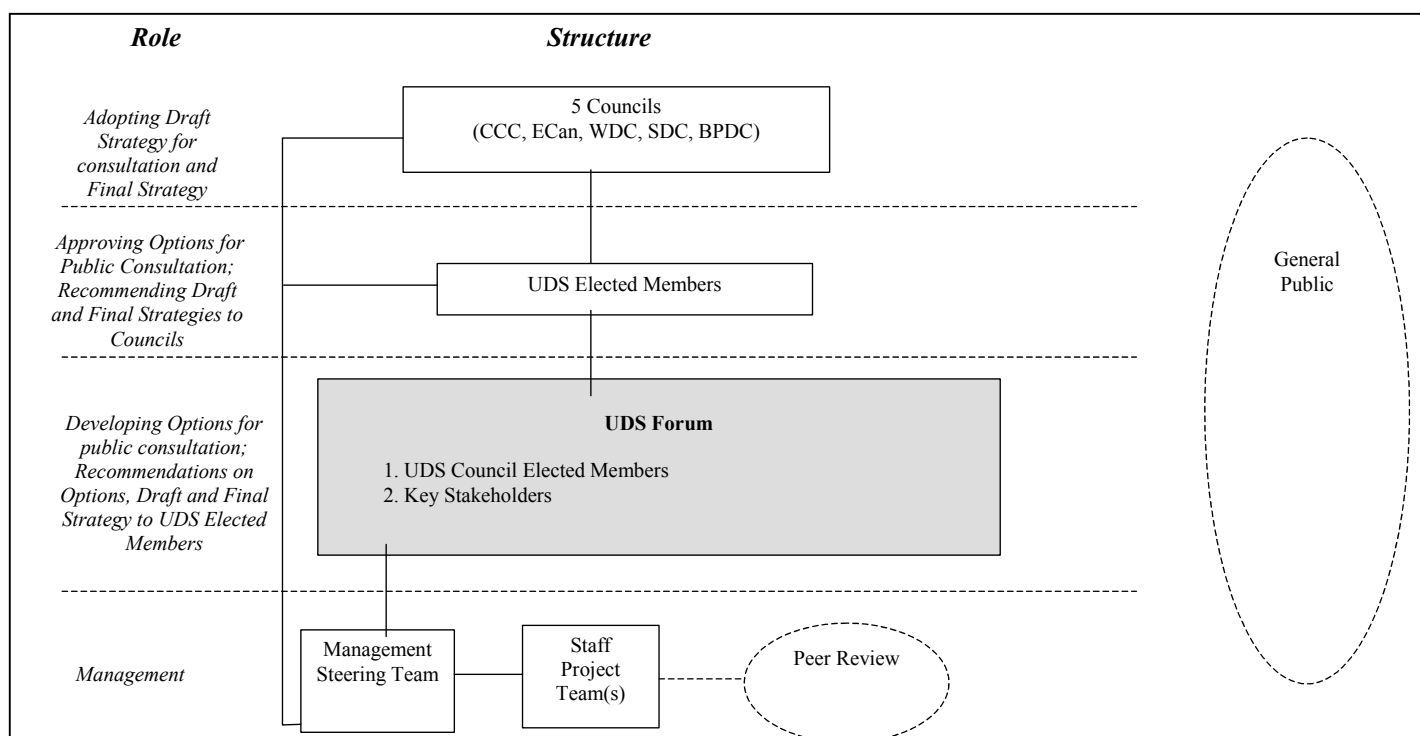 Role
Structure
Adopting Draft
Strategy for
consultation and
Final Strategy
5 Councils
(CCC, ECan, WDC, SDC, BPDC)
Approving Options for
Public Consultation;
Recommending Draft
and Final Strategies to
Councils
UDS Elected Members
General
Public
Developing Options for
public consultation;
Recommendations on
Options, Draft and Final
Strategy to UDS Elected
Members
UDS Forum
1. UDS Council Elected Members
2. Key Stakeholders
Management
Management
Steering Team
Staff
Project
Team(s)
Peer Review